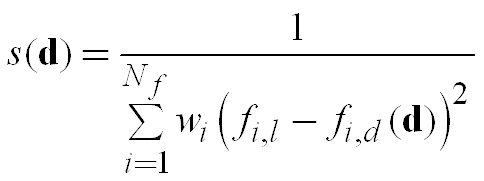 s(d) = 1 / ∑_{i=1}^{N_f} w_i (f_{i,l} − f_{i,d}(d))^2